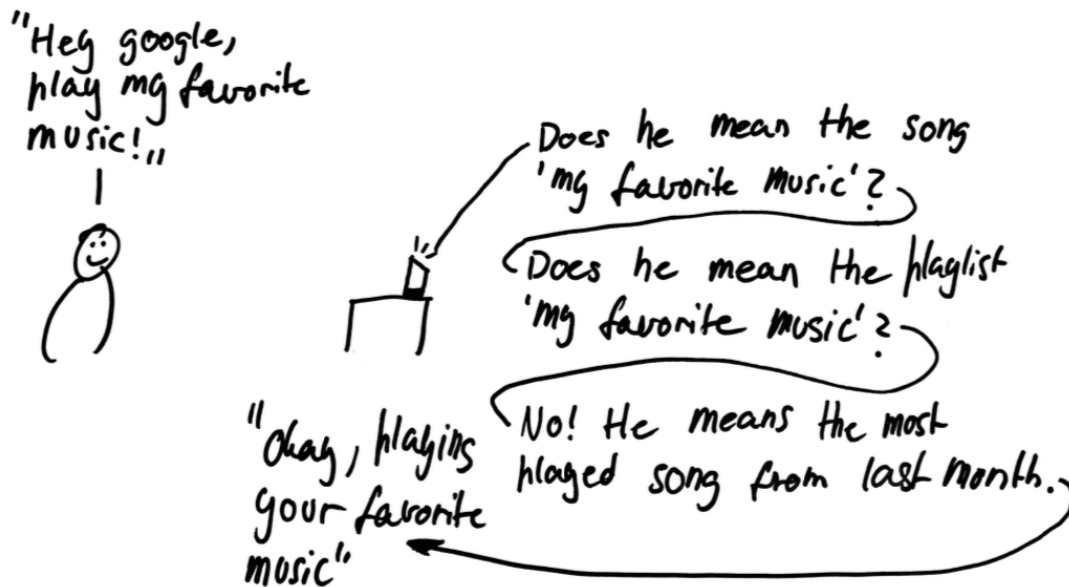 "Hey google,
play my favorite
music!"
Does he mean the song
'my favorite music'?
Does he mean the playlist
'my favorite music'?
No! He means the most
played song from last month.
"Okay, playing
your favorite
music"